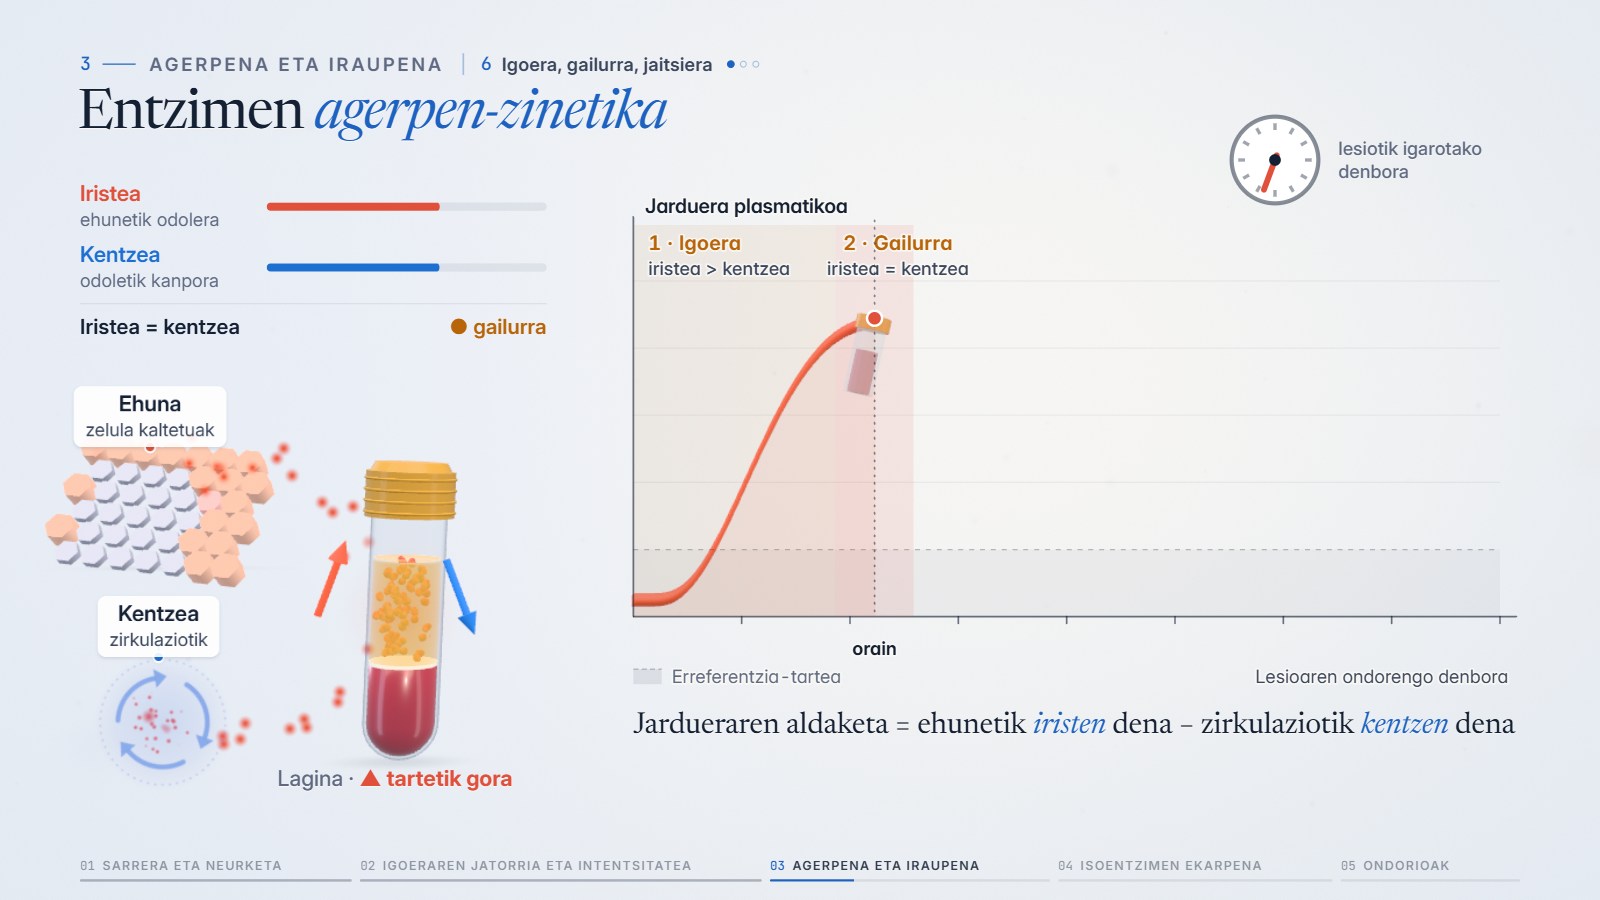 3 — AGERPENA ETA IRAUPENA | 6 Igoera, gailurra, jaitsiera
Entzimen agerpen-zinetika
lesiotik igarotako
denbora
Iristea
ehunetik odolera
Kentzea
odoletik kanpora
Iristea = kentzea
gailurra
Jarduera plasmatikoa
1 · Igoera
iristea > kentzea
2 · Gailurra
iristea = kentzea
Ehuna
zelula kaltetuak
Kentzea
zirkulaziotik
Lagina · ▲ tartetik gora
orain
Erreferentzia-tartea
Lesioaren ondorengo denbora
Jardueraren aldaketa = ehunetik iristen dena – zirkulaziotik kentzen dena
01 SARRERA ETA NEURKETA
02 IGOERAREN JATORRIA ETA INTENTSITATEA
03 AGERPENA ETA IRAUPENA
04 ISOENTZIMEN EKARPENA
05 ONDORIOAK